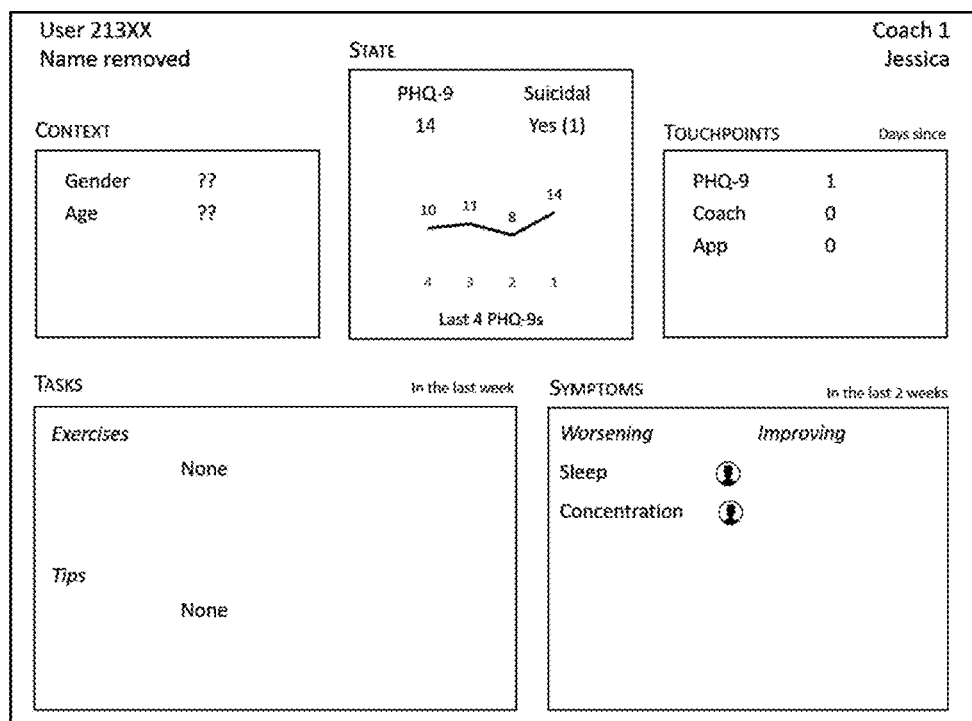 User 213XX
Name removed
Coach 1
Jessica
STATE
PHQ-9 Suicidal
14 Yes (1)
10 11 8 14
4 3 2 1
Last 4 PHQ-9s
CONTEXT
Gender ??
Age ??
TOUCHPOINTS Days since
PHQ-9 1
Coach 0
App 0
TASKS In the last week
Exercises
None
Tips
None
SYMPTOMS In the last 2 weeks
Worsening Improving
Sleep
Concentration